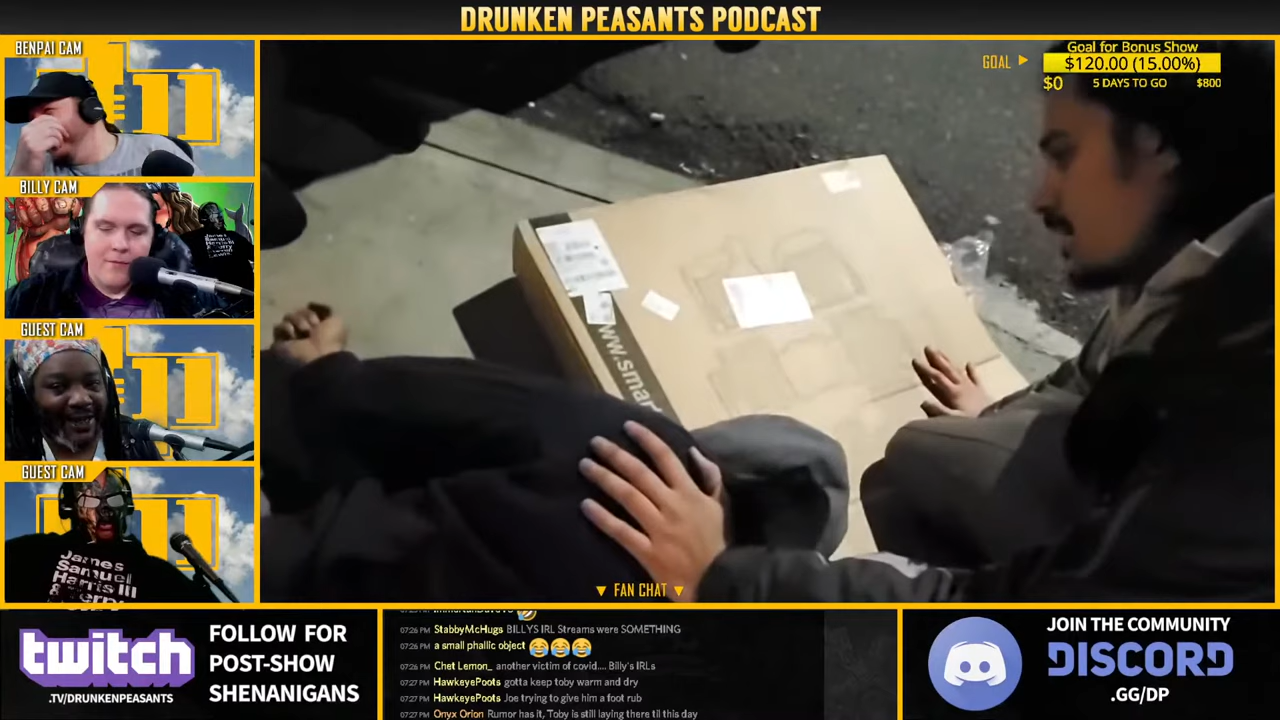 DRUNKEN PEASANTS PODCAST
BENPAI CAM
BILLY CAM
GUEST CAM
GUEST CAM
James
Samuel
Harris III
GOAL
Goal for Bonus Show
$120.00 (15.00%)
$0 5 DAYS TO GO $800
www.smar
FAN CHAT
twitch
.TV/DRUNKENPEASANTS
FOLLOW FOR
POST-SHOW
SHENANIGANS
07:26 PM StabbyMcHugs BILLYS IRL Streams were SOMETHING
07:26 PM a small phallic object 😂😂😂
07:26 PM Chet Lemon_ another victim of covid.... Billy's IRLs
07:27 PM HawkeyePoots gotta keep toby warm and dry
07:27 PM HawkeyePoots Joe trying to give him a foot rub
07:27 PM Onyx Orion Rumor has it, Toby is still laying there til this day
JOIN THE COMMUNITY
DISCORD
.GG/DP